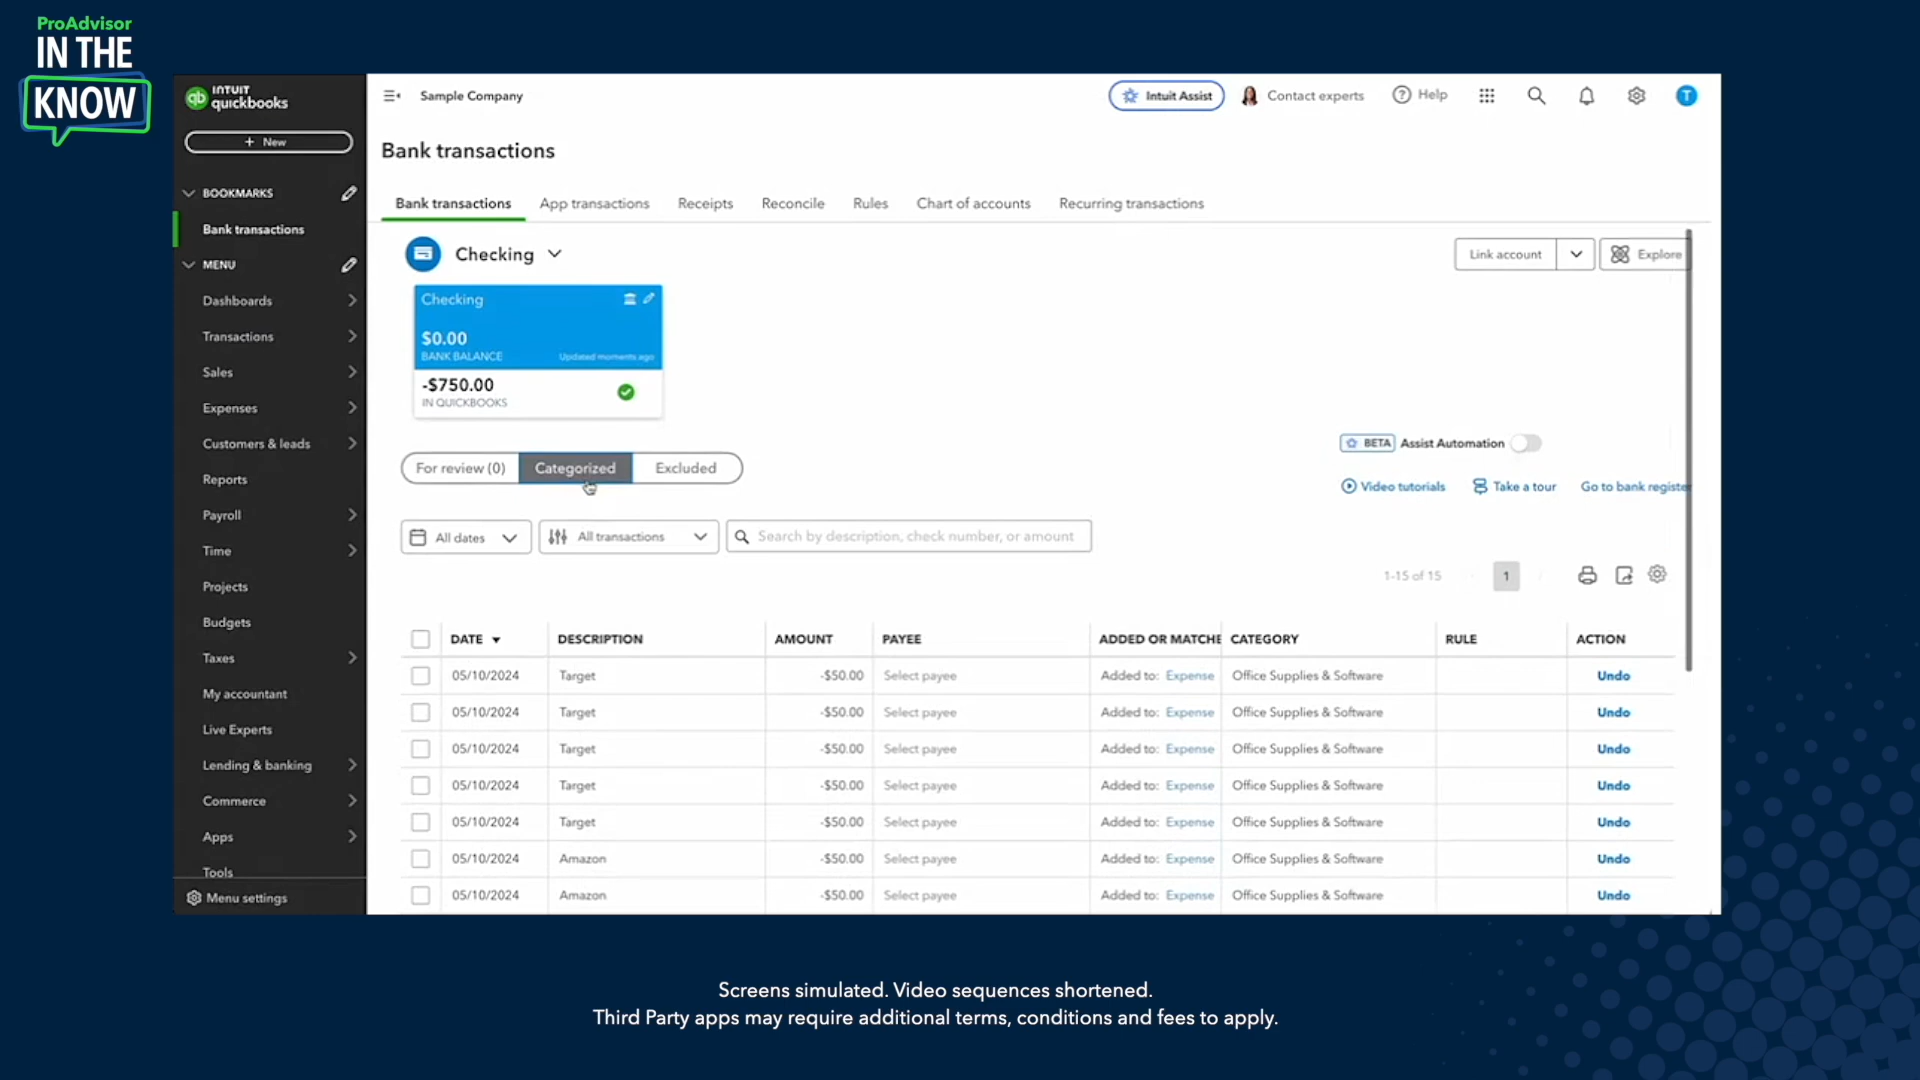 ProAdvisor
IN THE
KNOW
INTUIT
quickbooks
Sample Company
Intuit Assist
Contact experts
Help
T
+ New
Bank transactions
BOOKMARKS
Bank transactions
MENU
Dashboards
Transactions
Sales
Expenses
Customers & leads
Reports
Payroll
Time
Projects
Budgets
Taxes
My accountant
Live Experts
Lending & banking
Commerce
Apps
Tools
Menu settings
Bank transactions App transactions Receipts Reconcile Rules Chart of accounts Recurring transactions
Checking
Link account
Explore
Checking
$0.00
BANK BALANCE Updated moments ago
-$750.00
IN QUICKBOOKS
BETA Assist Automation
For review (0) Categorized Excluded
Video tutorials Take a tour Go to bank registe
All dates All transactions Search by description, check number, or amount
1-15 of 15 1
DATE DESCRIPTION AMOUNT PAYEE ADDED OR MATCHE CATEGORY RULE ACTION
05/10/2024 Target -$50.00 Select payee Added to: Expense Office Supplies & Software Undo
05/10/2024 Target -$50.00 Select payee Added to: Expense Office Supplies & Software Undo
05/10/2024 Target -$50.00 Select payee Added to: Expense Office Supplies & Software Undo
05/10/2024 Target -$50.00 Select payee Added to: Expense Office Supplies & Software Undo
05/10/2024 Target -$50.00 Select payee Added to: Expense Office Supplies & Software Undo
05/10/2024 Amazon -$50.00 Select payee Added to: Expense Office Supplies & Software Undo
05/10/2024 Amazon -$50.00 Select payee Added to: Expense Office Supplies & Software Undo
Screens simulated. Video sequences shortened.
Third Party apps may require additional terms, conditions and fees to apply.